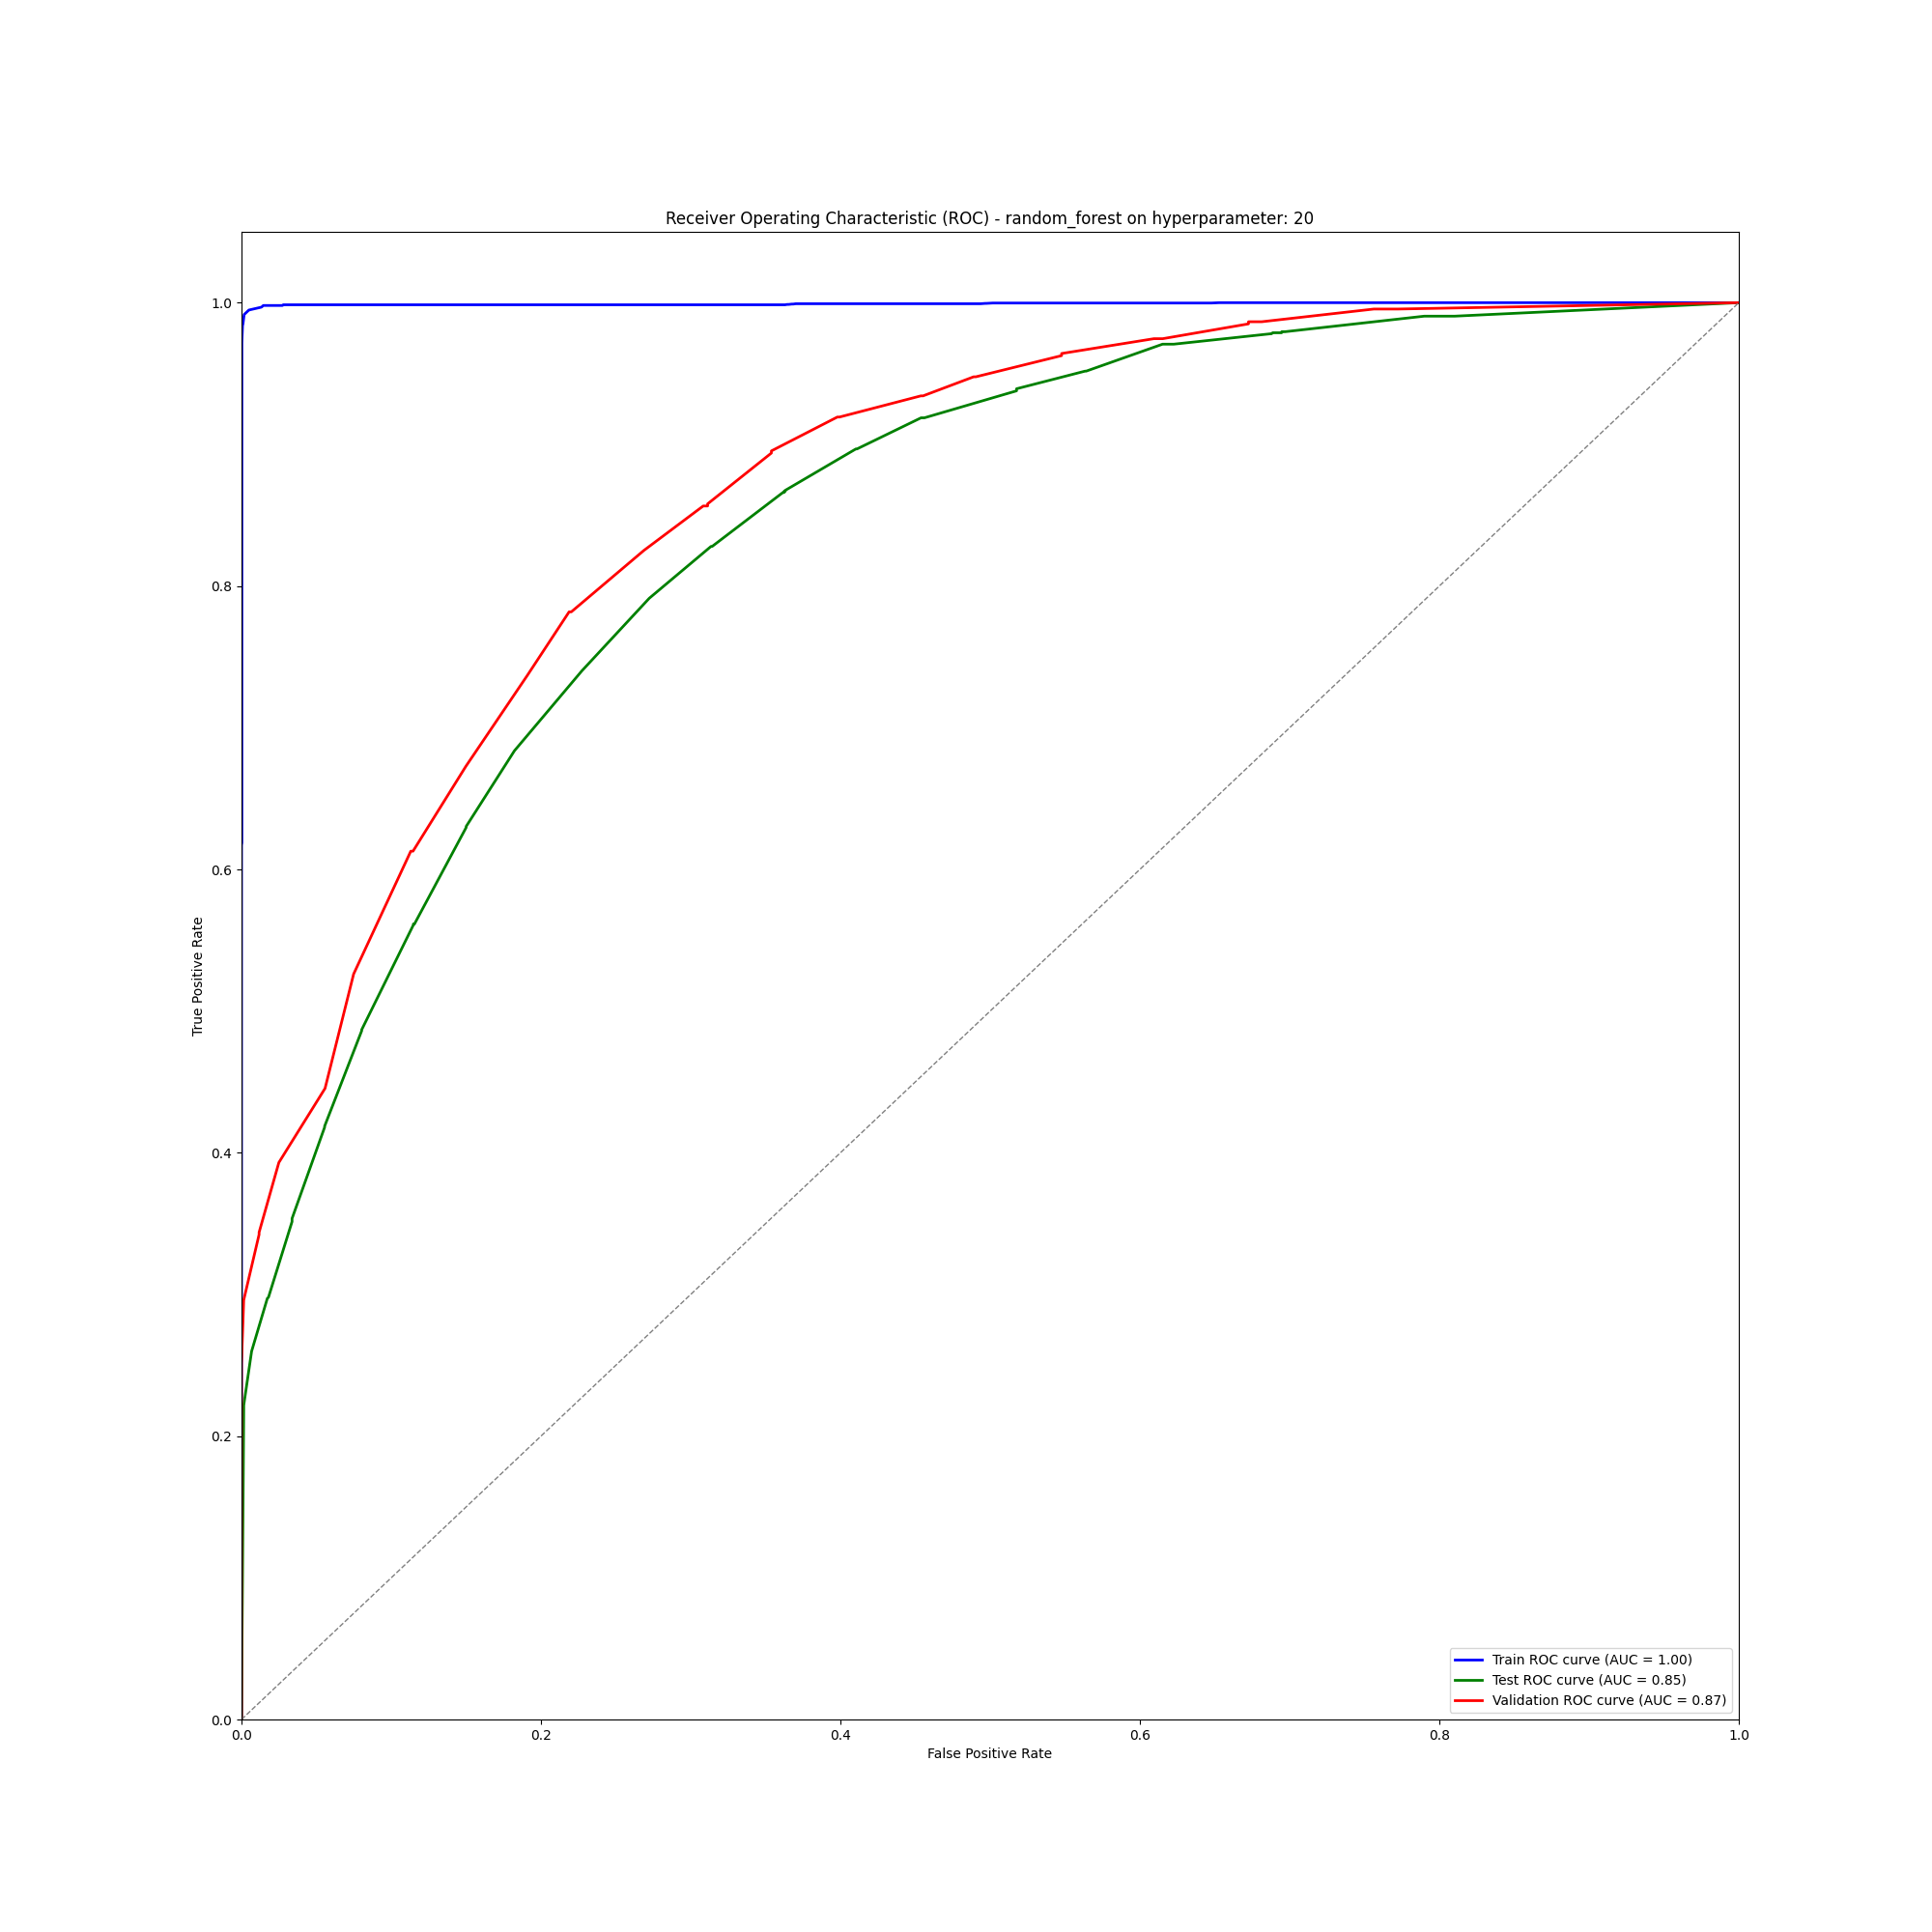 Receiver Operating Characteristic (ROC) - random_forest on hyperparameter: 20
1.0
0.8
0.6
0.4
0.2
0.0
True Positive Rate
0.0 0.2 0.4 0.6 0.8 1.0
False Positive Rate
Train ROC curve (AUC = 1.00)
Test ROC curve (AUC = 0.85)
Validation ROC curve (AUC = 0.87)